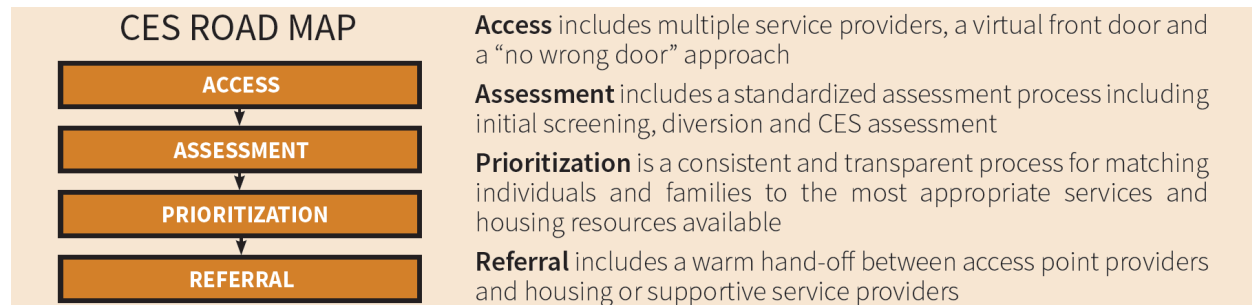 CES ROAD MAP
ACCESS
ASSESSMENT
PRIORITIZATION
REFERRAL
Access includes multiple service providers, a virtual front door and
a “no wrong door” approach
Assessment includes a standardized assessment process including
initial screening, diversion and CES assessment
Prioritization is a consistent and transparent process for matching
individuals and families to the most appropriate services and
housing resources available
Referral includes a warm hand-off between access point providers
and housing or supportive service providers